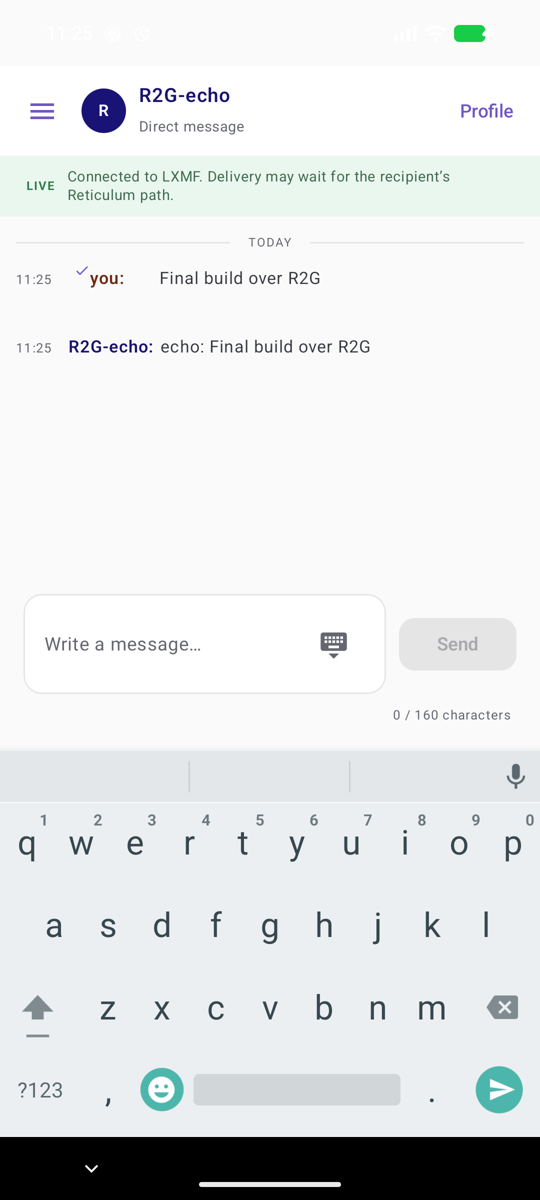 11:25
R
R2G-echo
Direct message
Profile
LIVE
Connected to LXMF. Delivery may wait for the recipient's
Reticulum path.
TODAY
11:25 you: Final build over R2G
11:25 R2G-echo: echo: Final build over R2G
Write a message…
Send
0 / 160 characters
1 2 3 4 5 6 7 8 9 0
q w e r t y u i o p
a s d f g h j k l
z x c v b n m
?123 , .